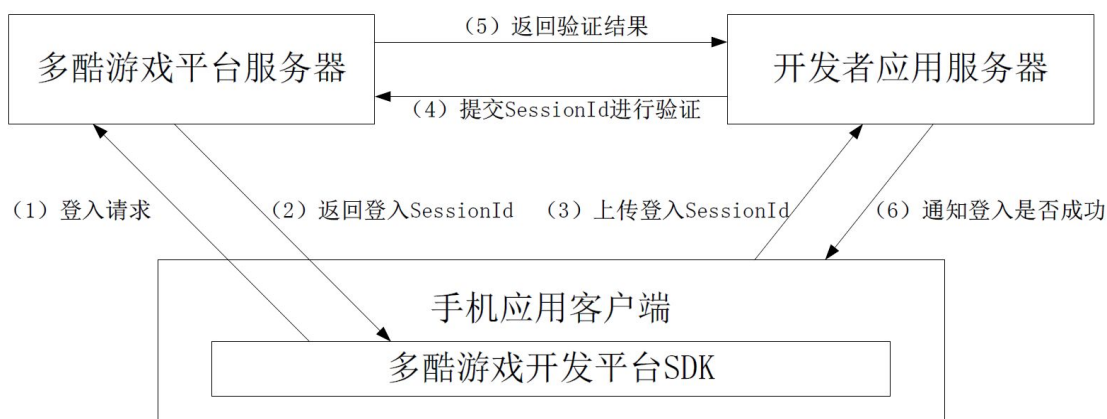 （5）返回验证结果
多酷游戏平台服务器
开发者应用服务器
（4）提交SessionId进行验证
（1）登入请求
（2）返回登入SessionId
（3）上传登入SessionId
（6）通知登入是否成功
手机应用客户端
多酷游戏开发平台SDK